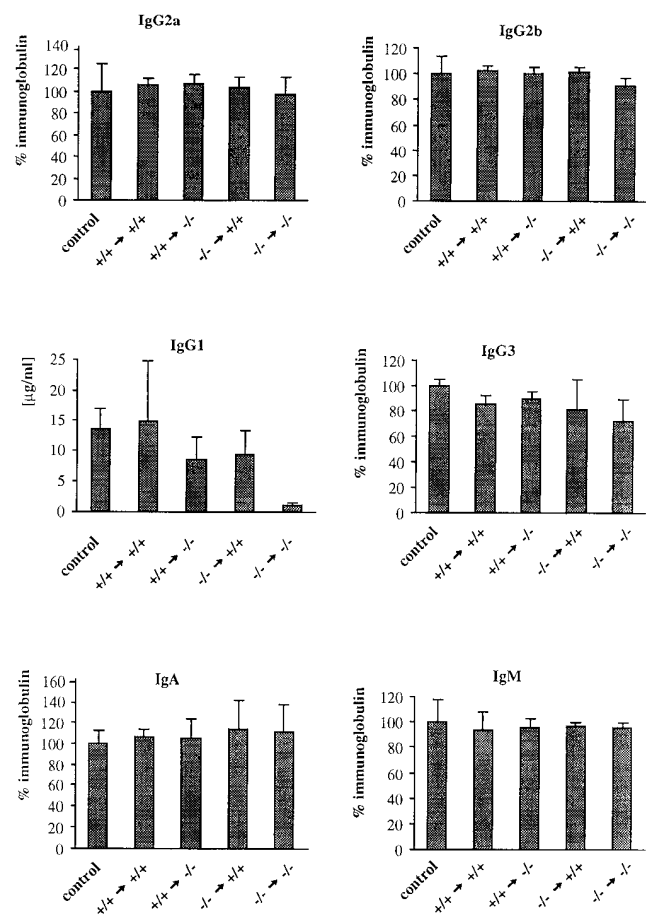 IgG2a
% immunoglobulin
140
120
100
80
60
40
20
0
control
+/+ ➚ +/+
+/+ ➚ -/-
-/- ➚ +/+
-/- ➚ -/-
IgG2b
% immunoglobulin
120
100
80
60
40
20
0
control
+/+ ➚ +/+
+/+ ➚ -/-
-/- ➚ +/+
-/- ➚ -/-
IgG1
[µg/ml]
25
20
15
10
5
0
control
+/+ ➚ +/+
+/+ ➚ -/-
-/- ➚ +/+
-/- ➚ -/-
IgG3
% immunoglobulin
120
100
80
60
40
20
0
control
+/+ ➚ +/+
+/+ ➚ -/-
-/- ➚ +/+
-/- ➚ -/-
IgA
% immunoglobulin
160
140
120
100
80
60
40
20
0
control
+/+ ➚ +/+
+/+ ➚ -/-
-/- ➚ +/+
-/- ➚ -/-
IgM
% immunoglobulin
120
100
80
60
40
20
0
control
+/+ ➚ +/+
+/+ ➚ -/-
-/- ➚ +/+
-/- ➚ -/-